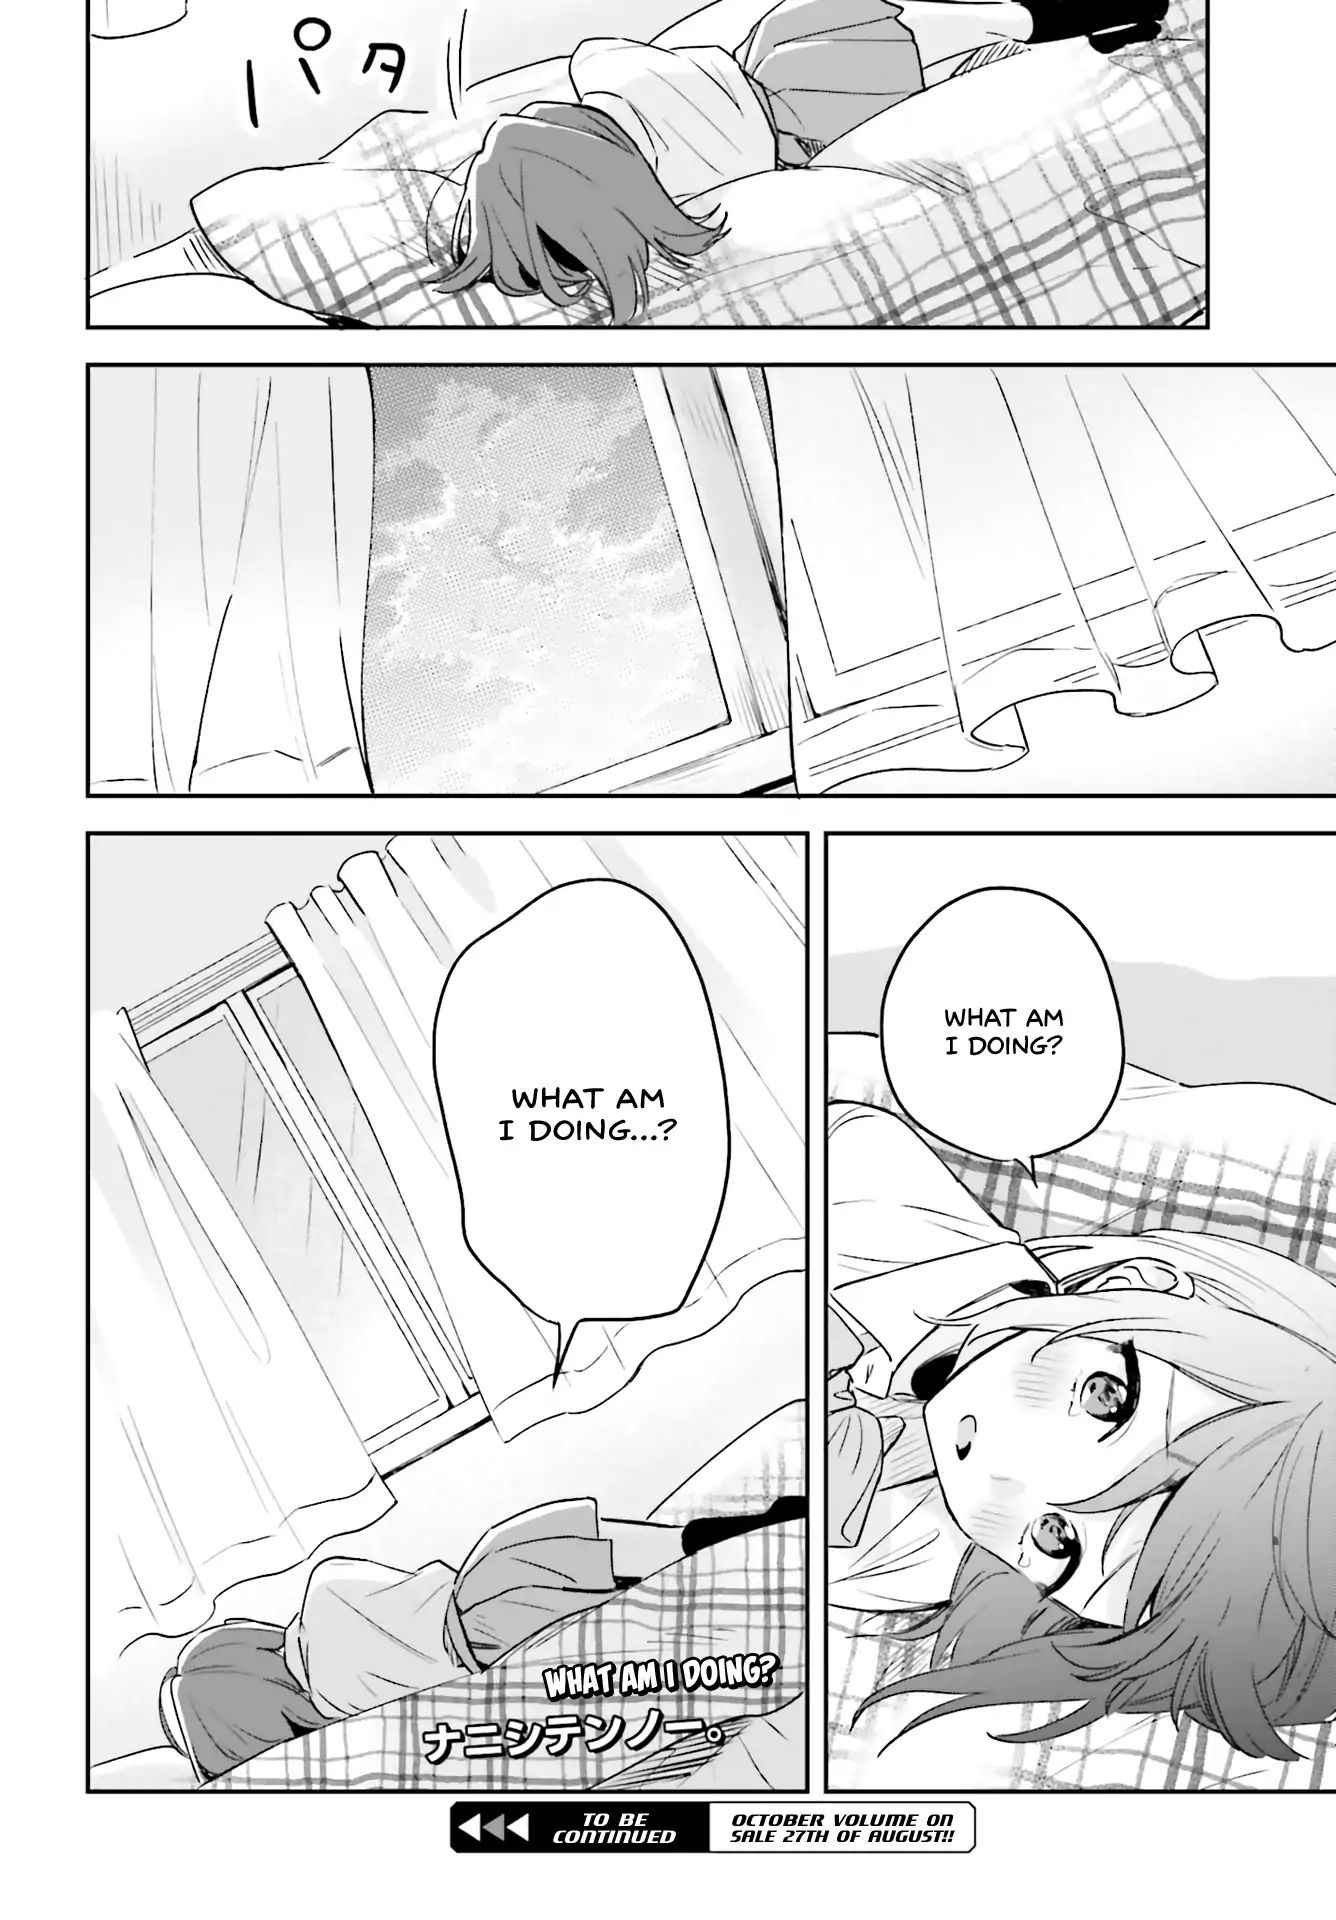 パタ
WHAT AM
I DOING?
WHAT AM
I DOING...?
WHAT AM I DOING?
ナニシテンノー。
TO BE
CONTINUED
OCTOBER VOLUME ON
SALE 27TH OF AUGUST!!